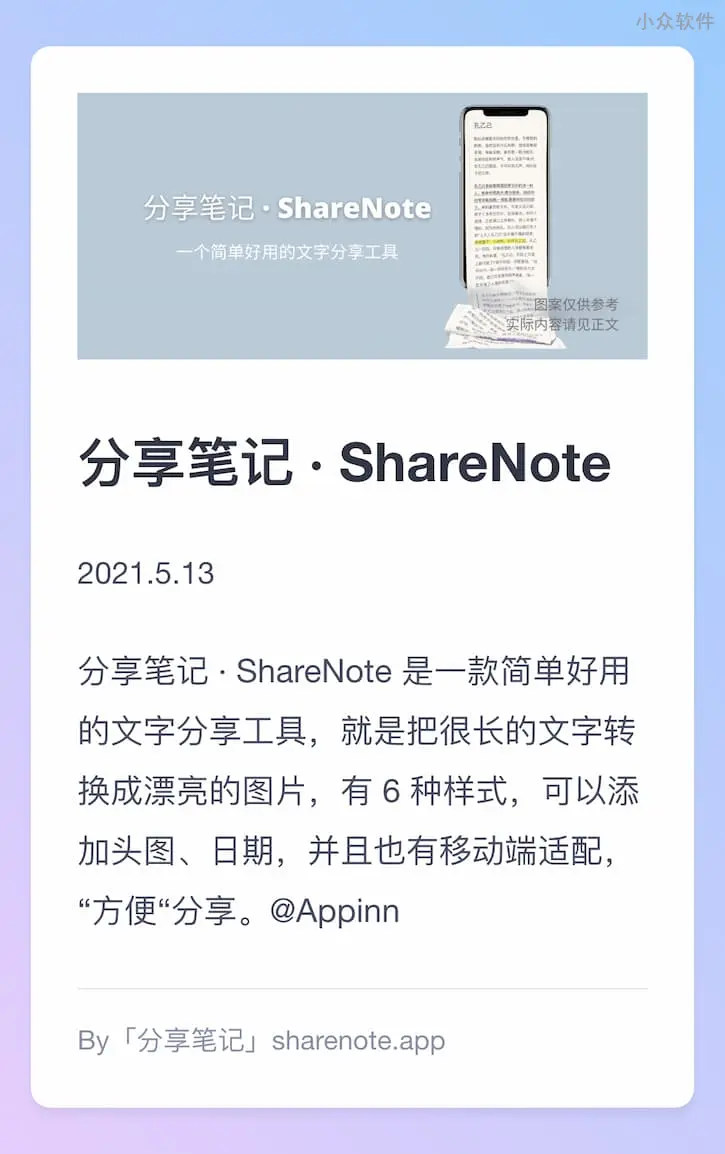 小众软件
分享笔记 · ShareNote
一个简单好用的文字分享工具
孔乙己
图案仅供参考
实际内容请见正文
分享笔记 · ShareNote
2021.5.13
分享笔记 · ShareNote 是一款简单好用
的文字分享工具，就是把很长的文字转
换成漂亮的图片，有 6 种样式，可以添
加头图、日期，并且也有移动端适配，
“方便“分享。@Appinn
By「分享笔记」sharenote.app